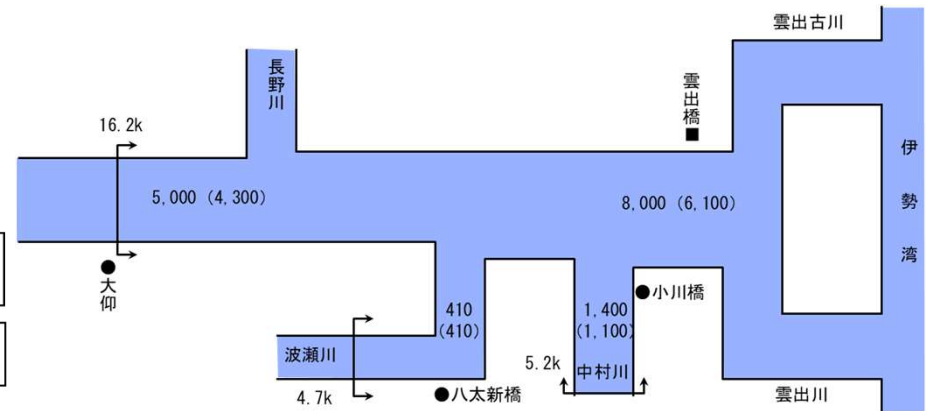 雲出古川
長野川
雲出橋
16.2k
伊勢湾
5,000（4,300）
8,000（6,100）
大仰
小川橋
410
(410)
1,400
(1,100)
波瀬川
5.2k
中村川
4.7k
八太新橋
雲出川